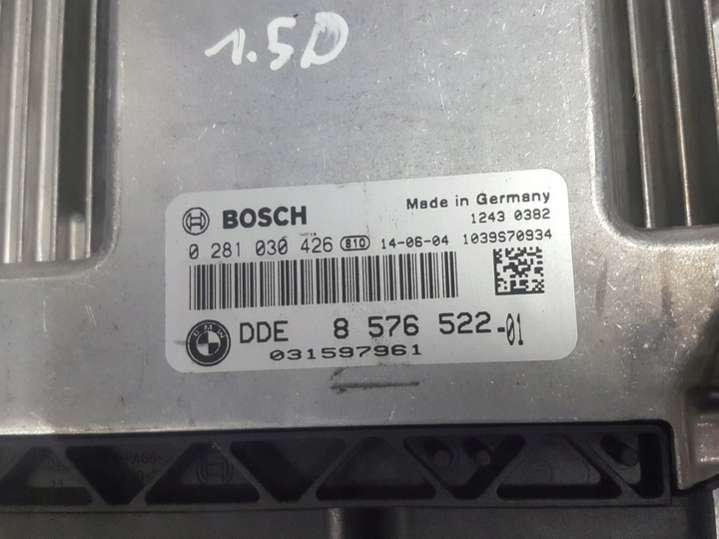 1.5D
BOSCH
Made in Germany
1243 0382
0 281 030 426 810 14-06-04 1039S70934
BMW
DDE 8 576 522-01
031597961